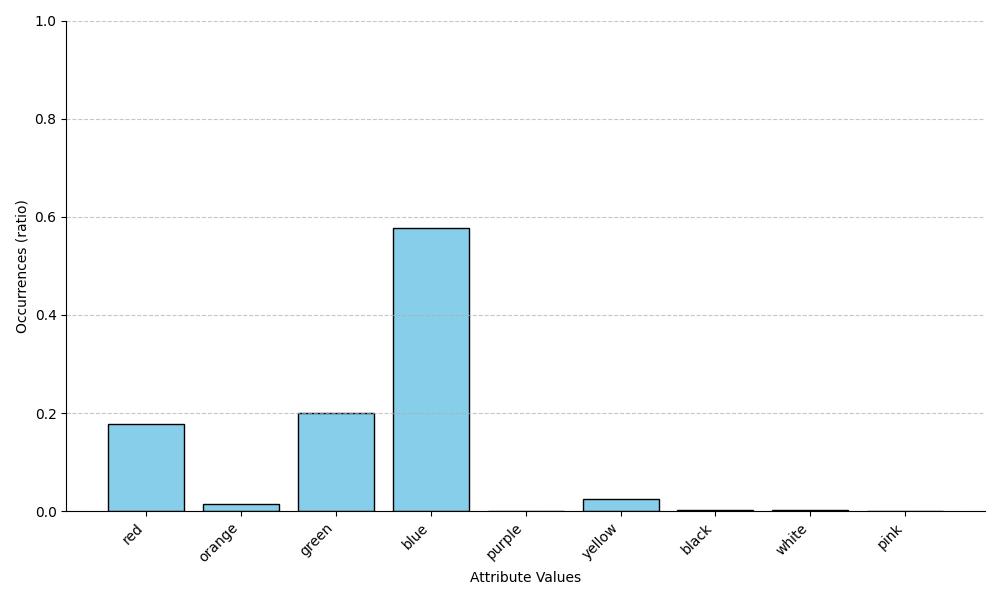 1.0
0.8
0.6
0.4
0.2
0.0
Occurrences (ratio)
red
orange
green
blue
purple
yellow
black
white
pink
Attribute Values